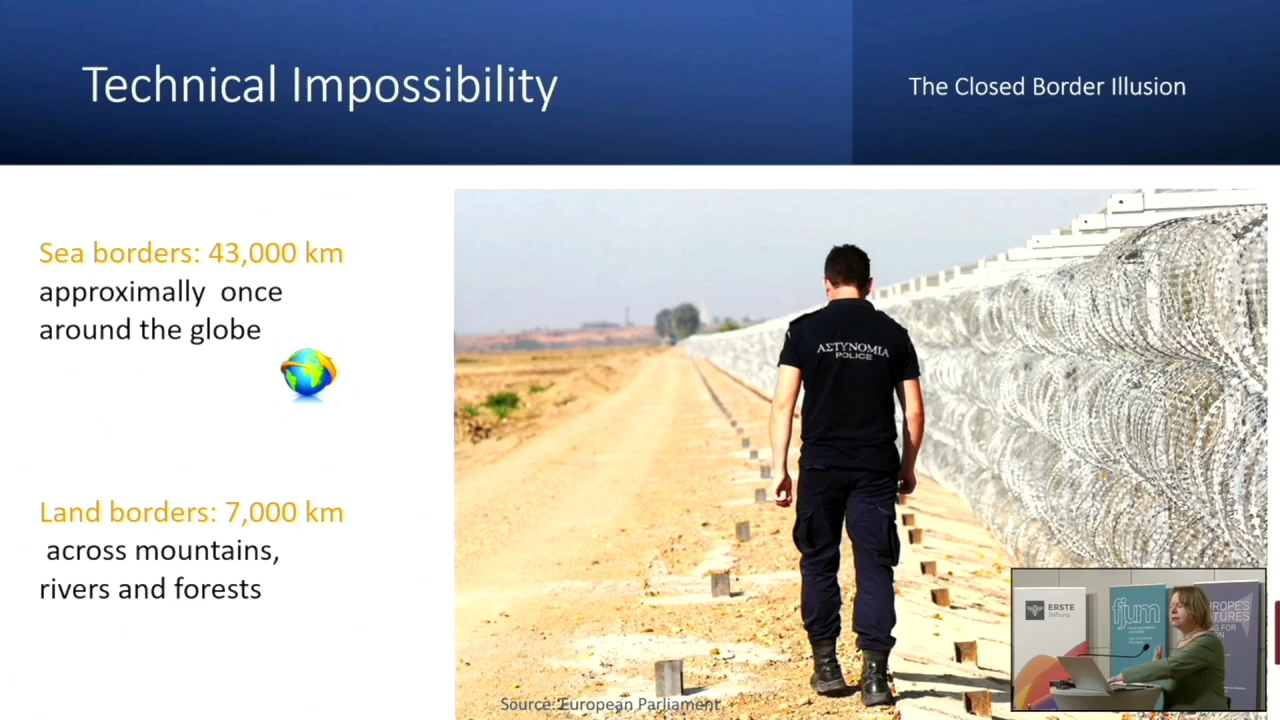 Technical Impossibility
The Closed Border Illusion
Sea borders: 43,000 km
approximally once
around the globe
Land borders: 7,000 km
across mountains,
rivers and forests
ΑΣΤΥΝΟΜΙΑ
POLICE
Source: European Parliament
ERSTE
Stiftung
fjum